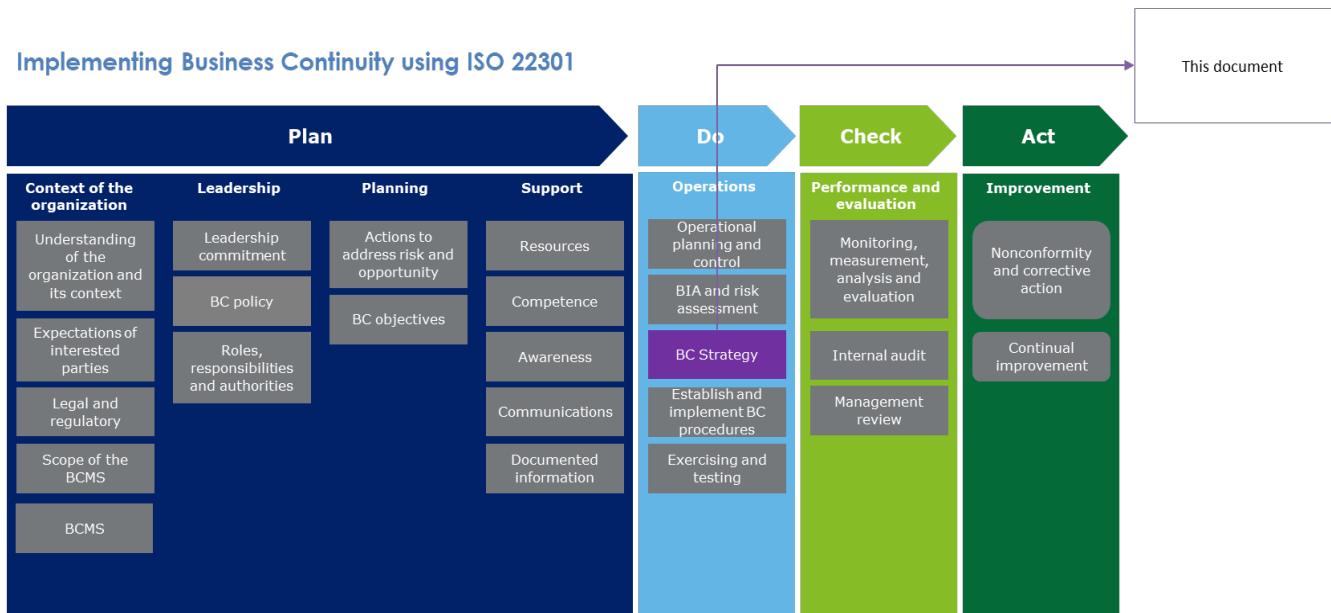 Implementing Business Continuity using ISO 22301
This document
Plan
Do
Check
Act
Context of the
organization
Understanding
of the
organization and
its context
Expectations of
interested
parties
Legal and
regulatory
Scope of the
BCMS
BCMS
Leadership
Leadership
commitment
BC policy
Roles,
responsibilities
and authorities
Planning
Actions to
address risk and
opportunity
BC objectives
Support
Resources
Competence
Awareness
Communications
Documented
information
Operations
Operational
planning and
control
BIA and risk
assessment
BC Strategy
Establish and
implement BC
procedures
Exercising and
testing
Performance and
evaluation
Monitoring,
measurement,
analysis and
evaluation
Internal audit
Management
review
Improvement
Nonconformity
and corrective
action
Continual
improvement